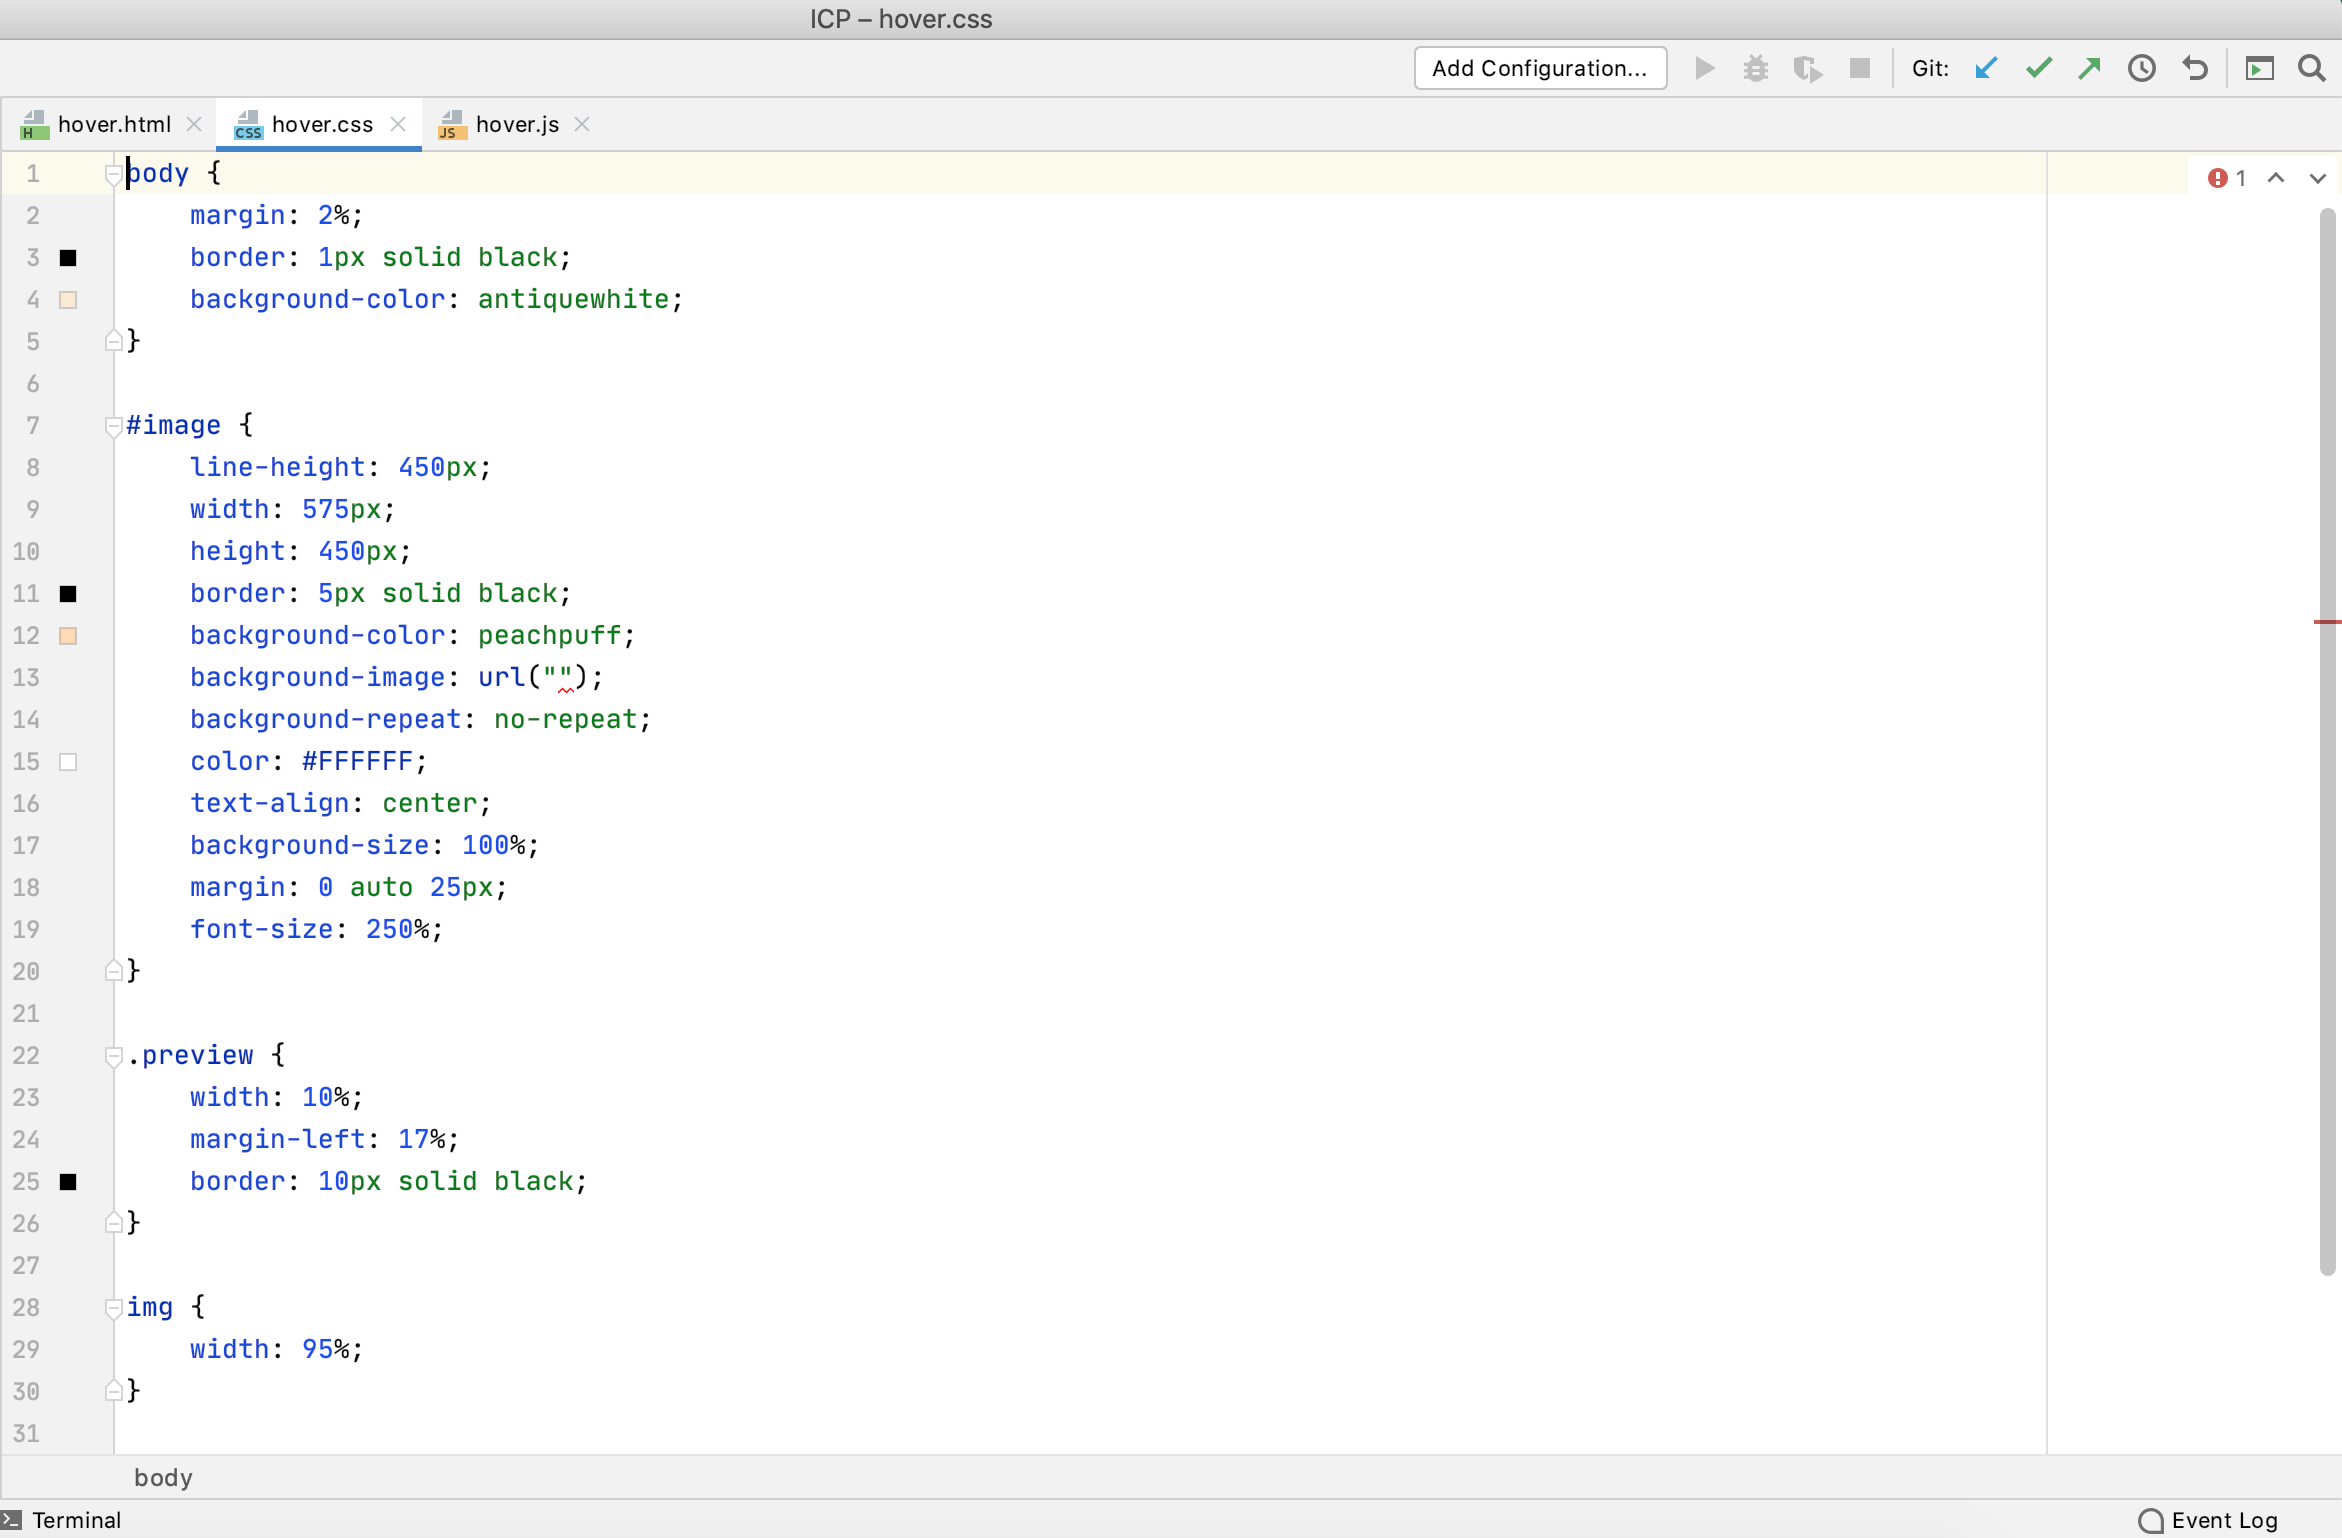 ICP – hover.css
Add Configuration... Git:
H hover.html CSS hover.css JS hover.js
1 body { 1
2 margin: 2%;
3 border: 1px solid black;
4 background-color: antiquewhite;
5 }
6
7 #image {
8 line-height: 450px;
9 width: 575px;
10 height: 450px;
11 border: 5px solid black;
12 background-color: peachpuff;
13 background-image: url("");
14 background-repeat: no-repeat;
15 color: #FFFFFF;
16 text-align: center;
17 background-size: 100%;
18 margin: 0 auto 25px;
19 font-size: 250%;
20 }
21
22 .preview {
23 width: 10%;
24 margin-left: 17%;
25 border: 10px solid black;
26 }
27
28 img {
29 width: 95%;
30 }
31
body
Terminal Event Log